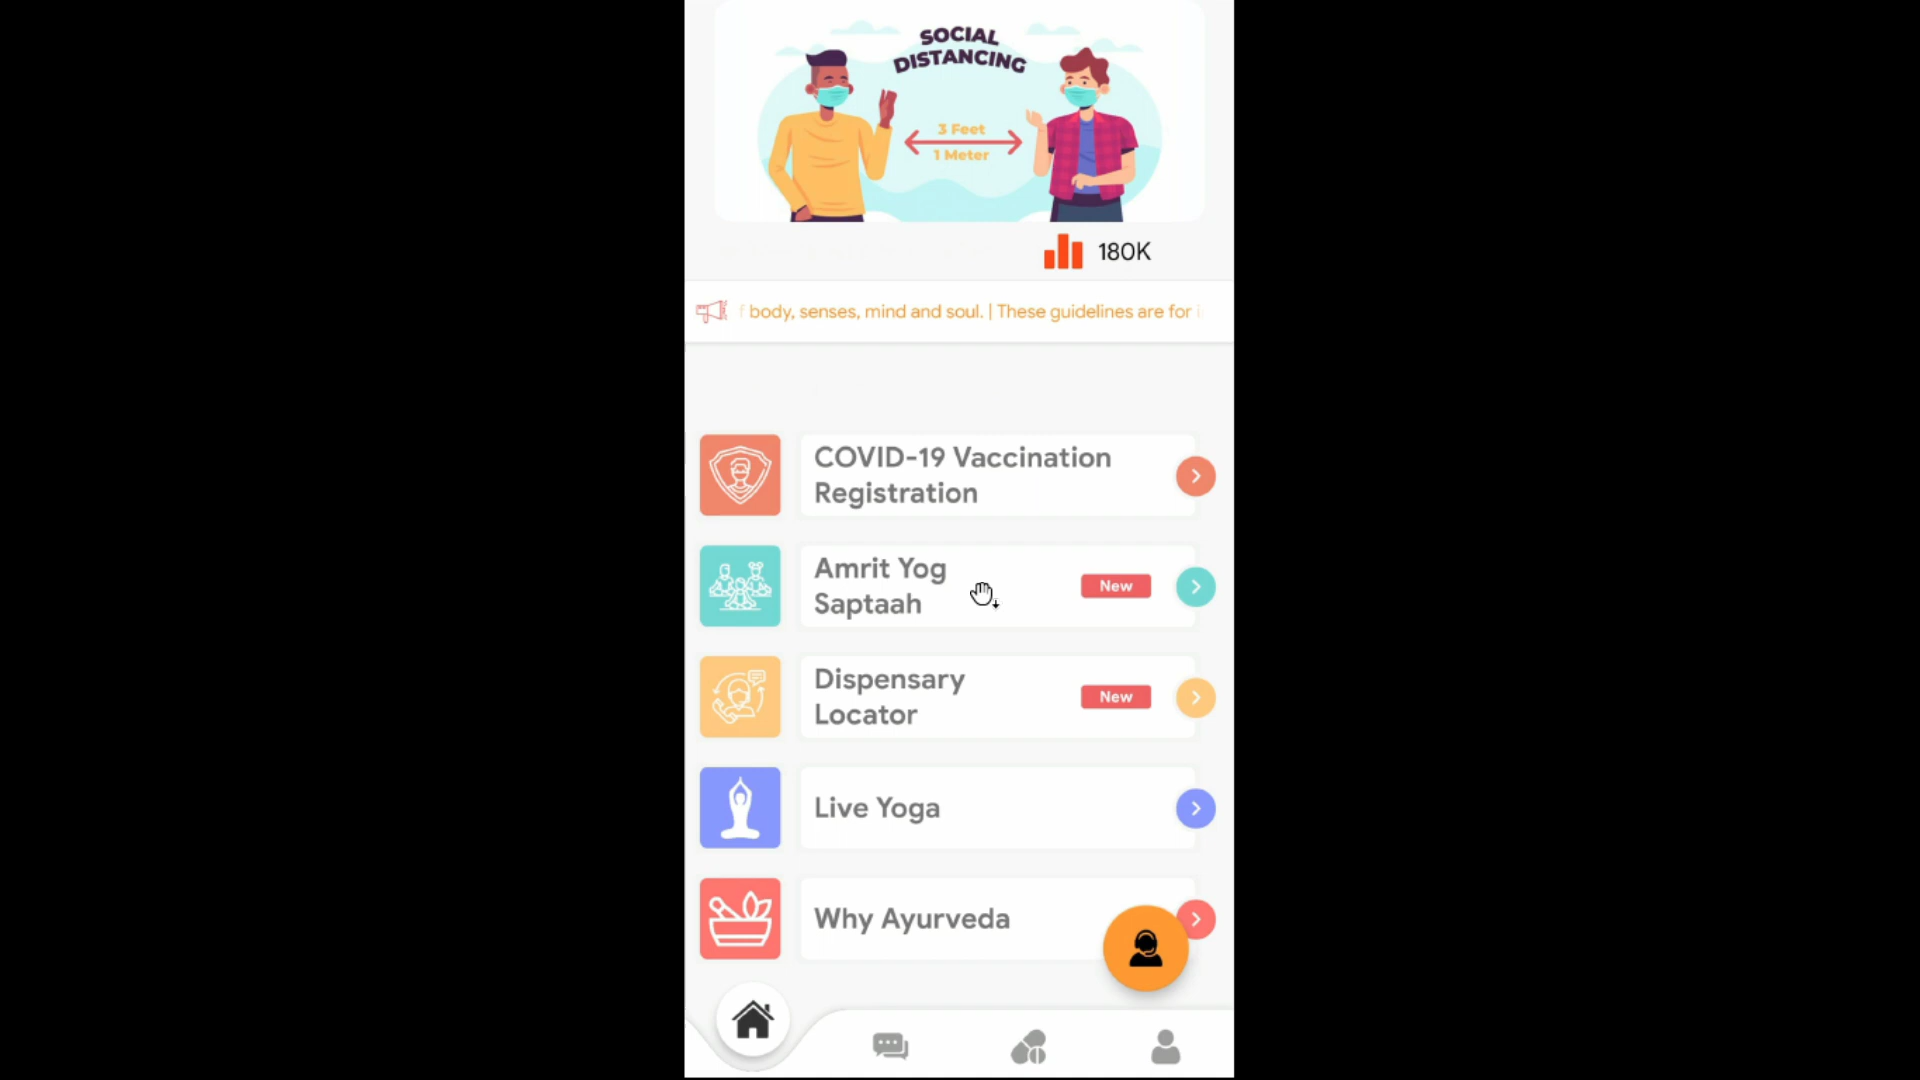 SOCIAL
DISTANCING
3 Feet
1 Meter
180K
body, senses, mind and soul. | These guidelines are for
COVID-19 Vaccination
Registration
Amrit Yog
Saptaah
New
Dispensary
Locator
New
Live Yoga
Why Ayurveda